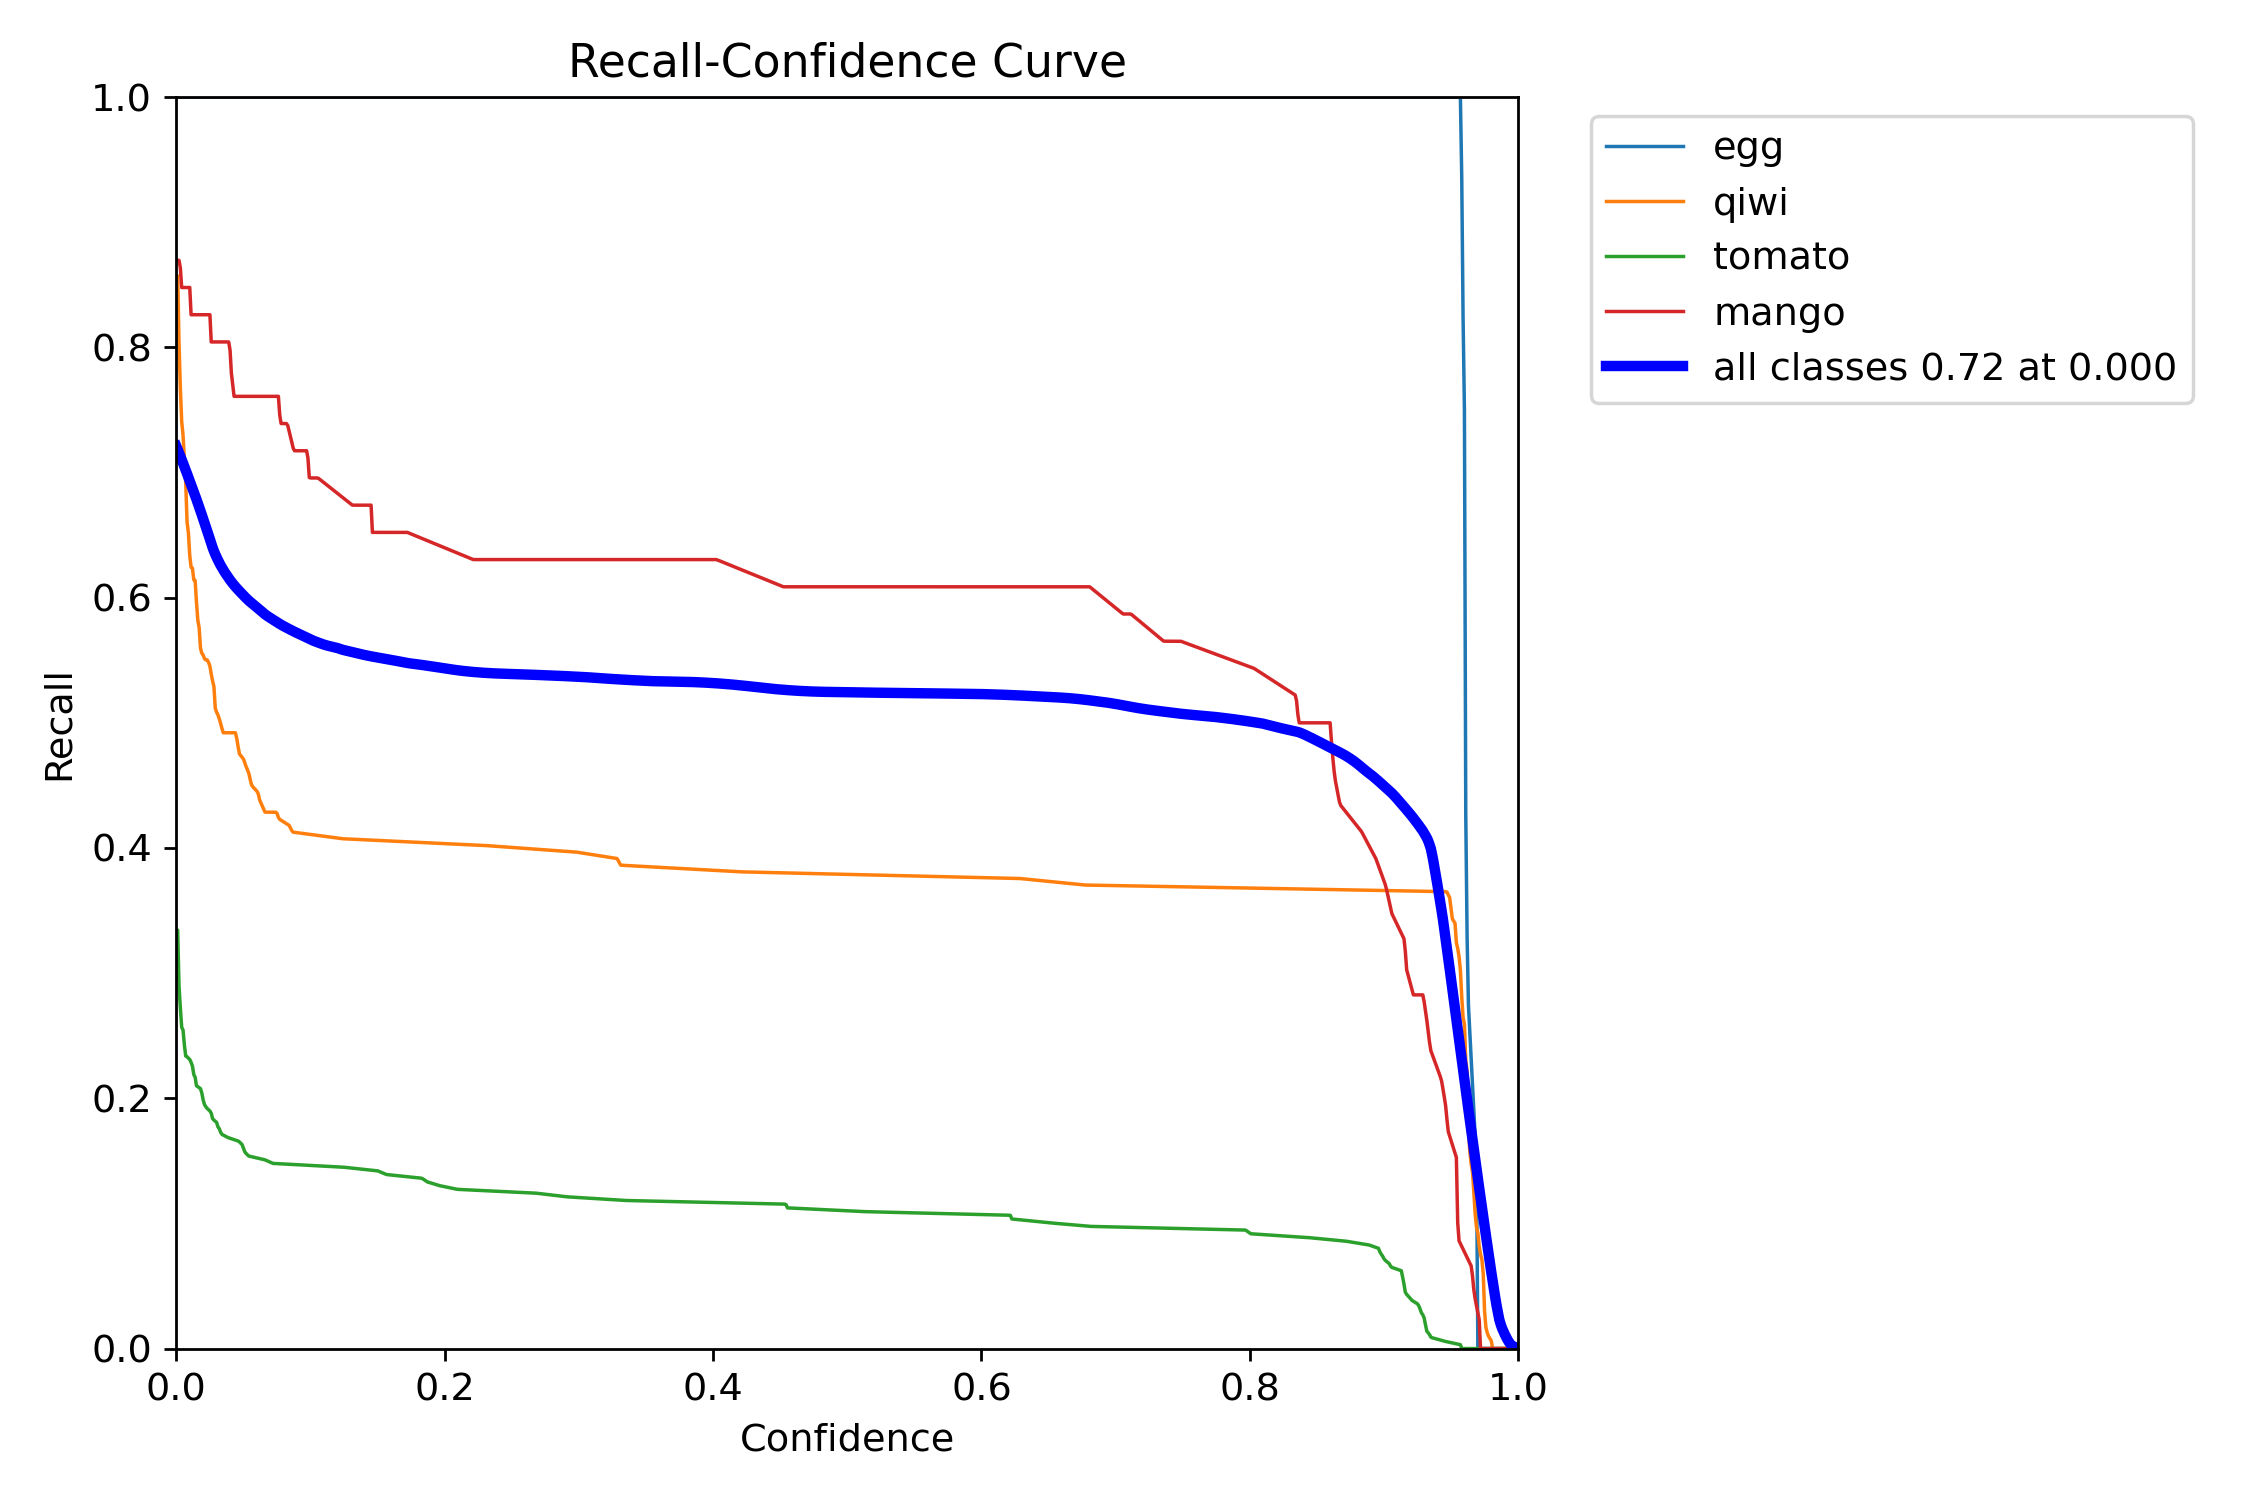 Recall-Confidence Curve
1.0
0.8
0.6
0.4
0.2
0.0
Recall
0.0 0.2 0.4 0.6 0.8 1.0
Confidence
egg
qiwi
tomato
mango
all classes 0.72 at 0.000